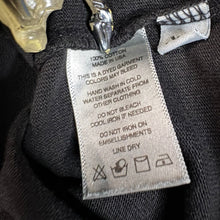 100% COTTON
MADE IN USA
THIS IS A DYED GARMENT
COLORS MAY BLEED
HAND WASH IN COLD
WATER SEPARATE FROM
OTHER CLOTHING
DO NOT BLEACH
COOL IRON IF NEEDED
DO NOT IRON ON
EMBELLISHMENTS
LINE DRY